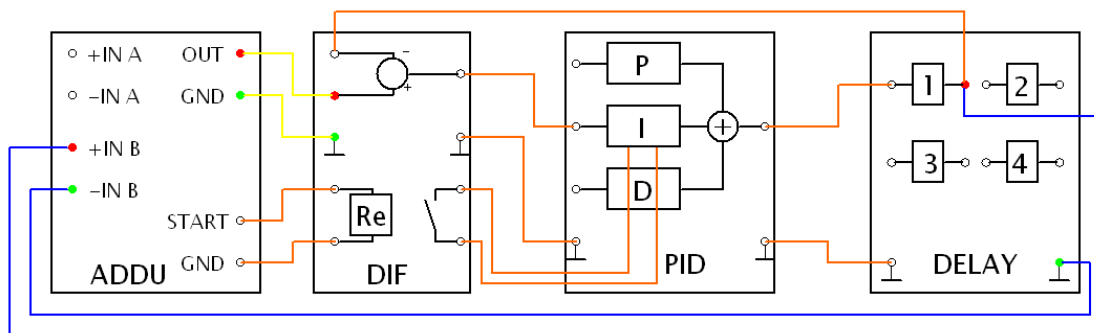 +IN A
OUT
-IN A
GND
+IN B
-IN B
START
GND
ADDU
-
+
Re
DIF
P
I
+
D
PID
1
2
3
4
DELAY